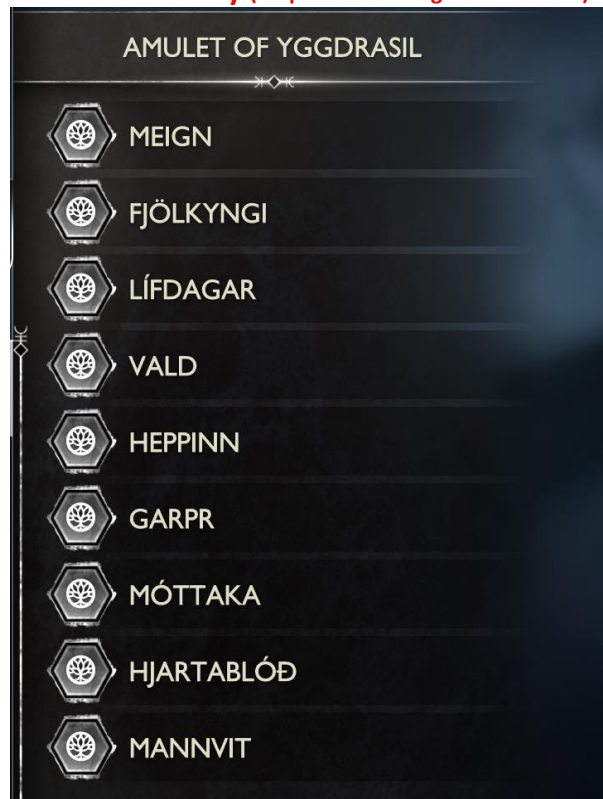 AMULET OF YGGDRASIL
MEIGN
FJÖLKYNGI
LÍFDAGAR
VALD
HEPPINN
GARPR
MÓTTAKA
HJARTABLÓÐ
MANNVIT